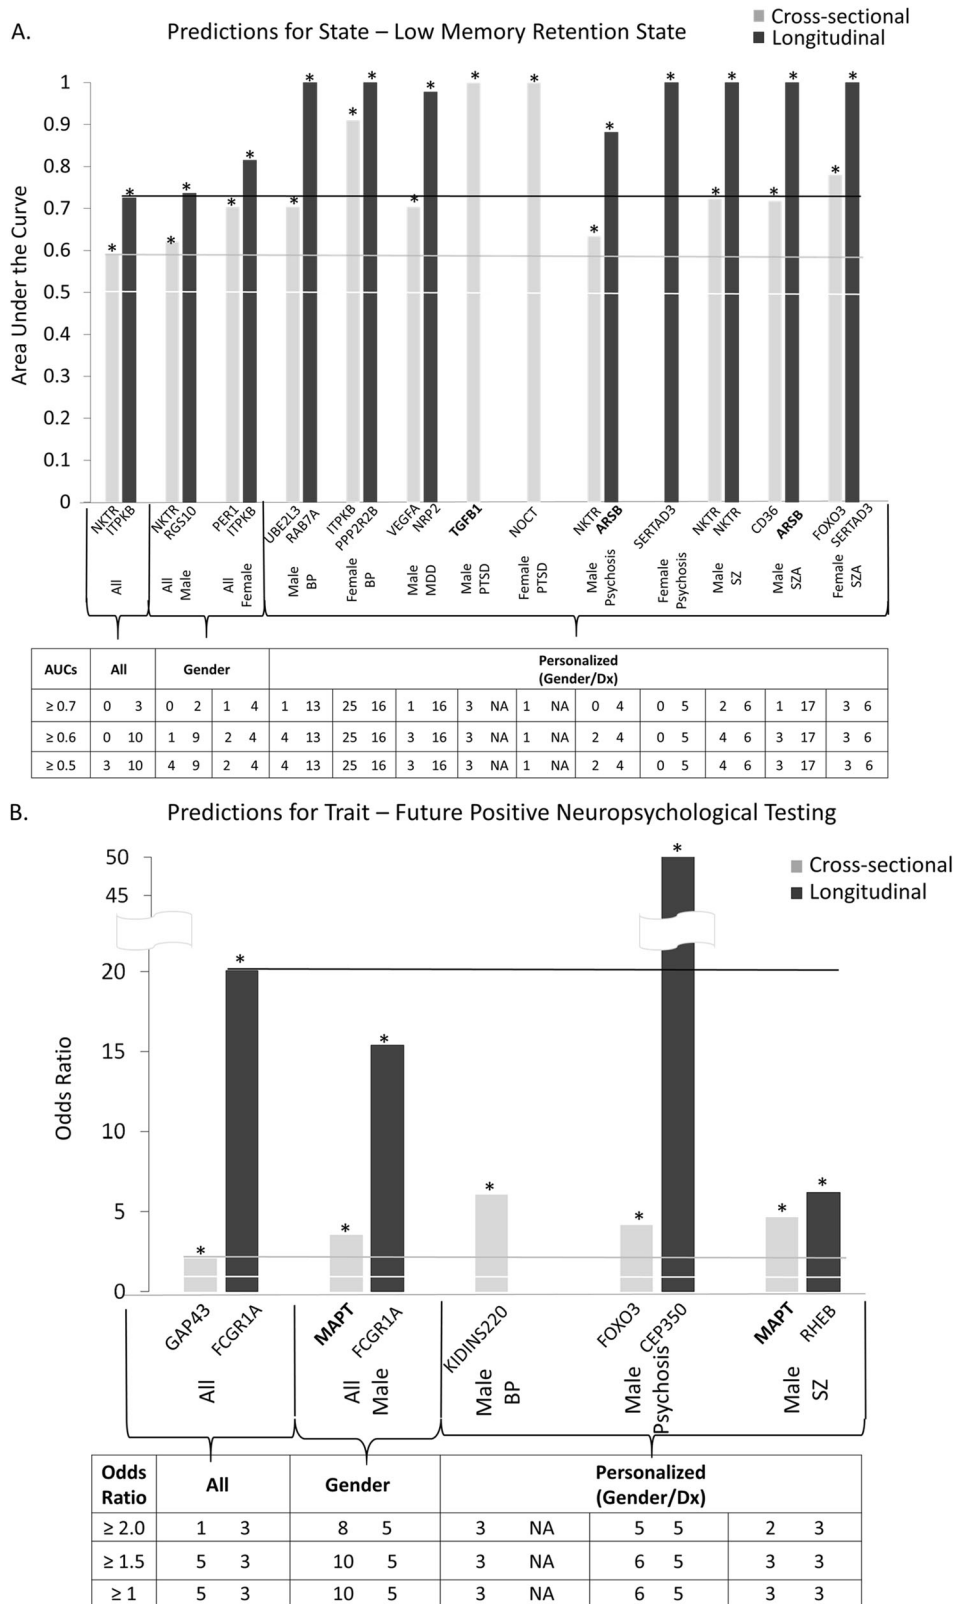 A.
Predictions for State – Low Memory Retention State
Cross-sectional
Longitudinal
Area Under the Curve
1
0.9
0.8
0.7
0.6
0.5
0.4
0.3
0.2
0.1
0
* * * * * * * * * * * * * * * * * * * * * *
NKTR ITPKB NKTR RGS10 PER1 ITPKB UBE2L3 RAB7A ITPKB PPP2R2B VEGFA NRP2 TGFB1 NOCT NKTR ARSB SERTAD3 NKTR NKTR CD36 ARSB FOXO3 SERTAD3
All
All Male
All Female
Male BP
Female BP
Male MDD
Male PTSD
Female PTSD
Male Psychosis
Female Psychosis
Male SZ
Male SZA
Female SZA
AUCs All Gender Personalized (Gender/Dx)
≥ 0.7 0 3 0 2 1 4 1 13 25 16 1 16 3 NA 1 NA 0 4 0 5 2 6 1 17 3 6
≥ 0.6 0 10 1 9 2 4 4 13 25 16 3 16 3 NA 1 NA 2 4 0 5 4 6 3 17 3 6
≥ 0.5 3 10 4 9 2 4 4 13 25 16 3 16 3 NA 1 NA 2 4 0 5 4 6 3 17 3 6
B.
Predictions for Trait – Future Positive Neuropsychological Testing
Cross-sectional
Longitudinal
Odds Ratio
50
45
20
15
10
5
0
* * * * * * * * *
GAP43 FCGR1A MAPT FCGR1A KIDINS220 FOXO3 CEP350 MAPT RHEB
All
All Male
Male BP
Male Psychosis
Male SZ
Odds Ratio All Gender Personalized (Gender/Dx)
≥ 2.0 1 3 8 5 3 NA 5 5 2 3
≥ 1.5 5 3 10 5 3 NA 6 5 3 3
≥ 1 5 3 10 5 3 NA 6 5 3 3